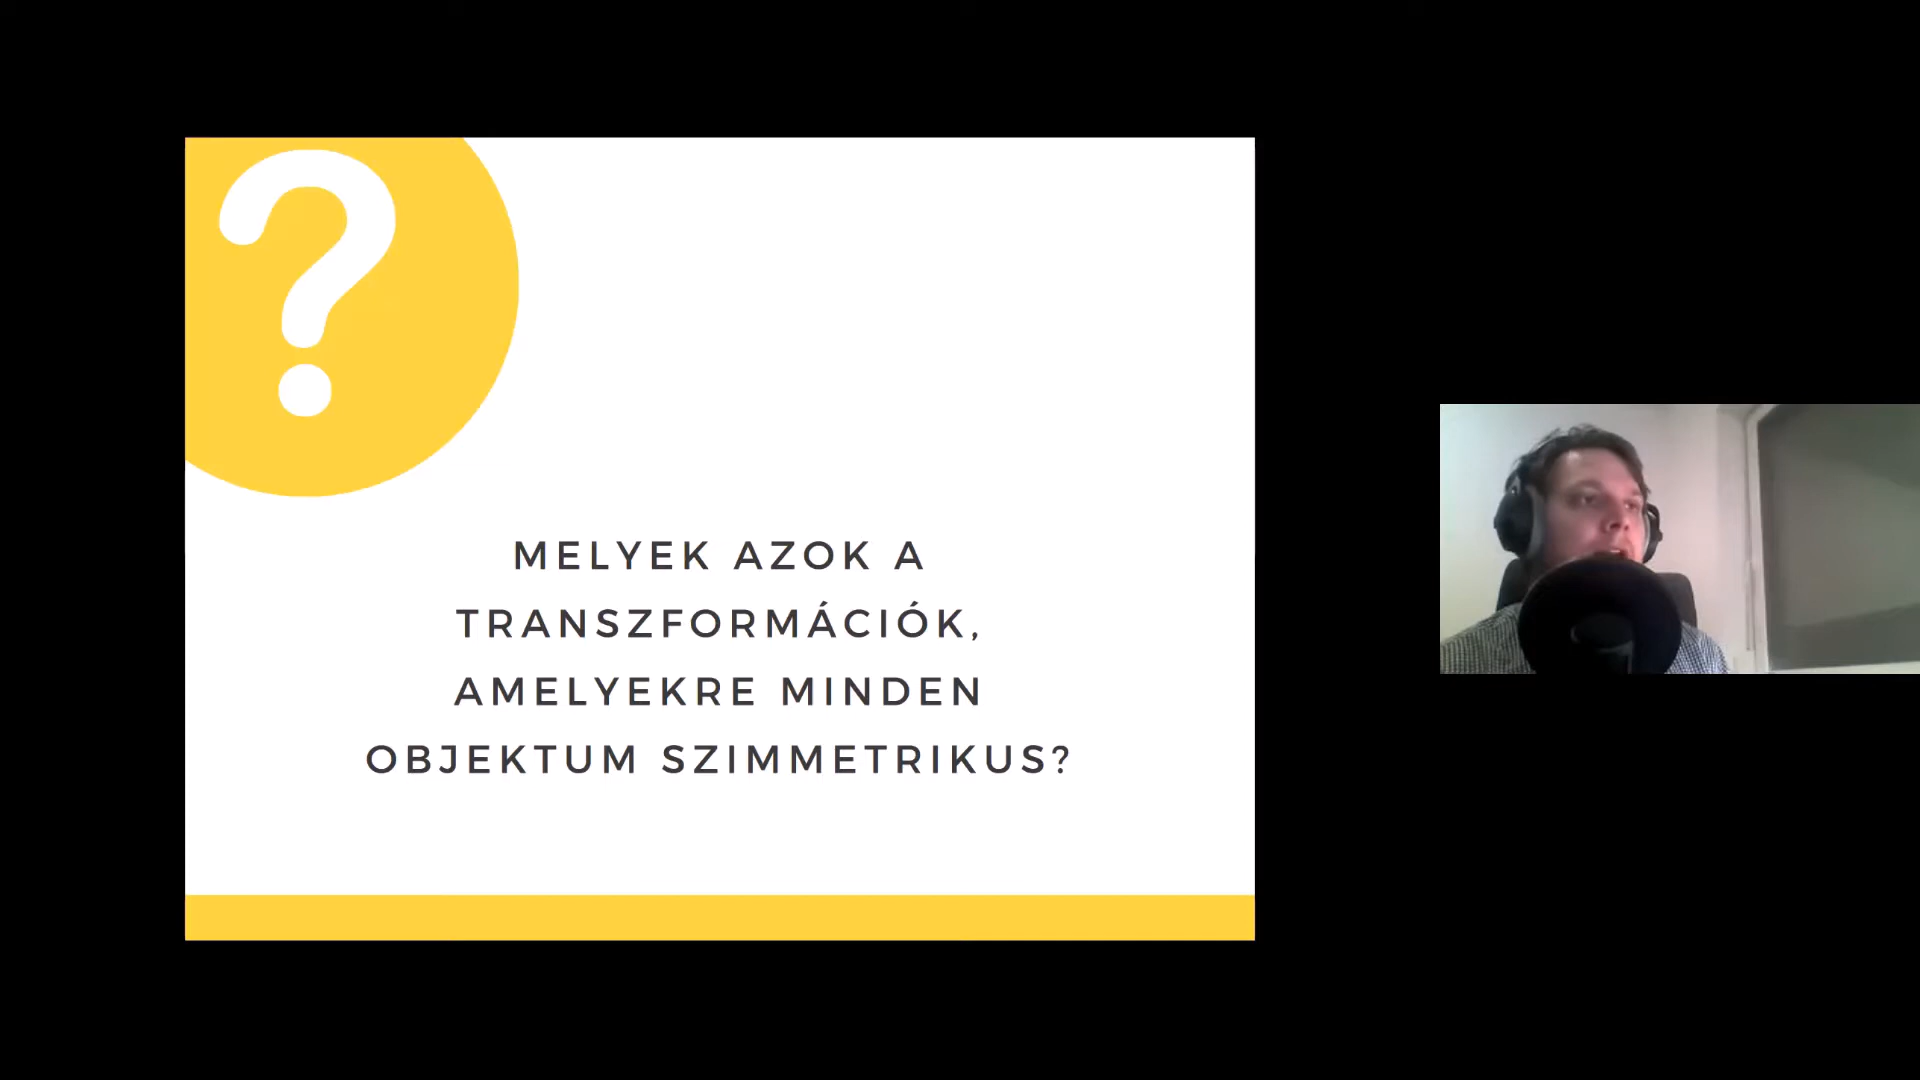 ?
MELYEK AZOK A
TRANSZFORMÁCIÓK,
AMELYEKRE MINDEN
OBJEKTUM SZIMMETRIKUS?